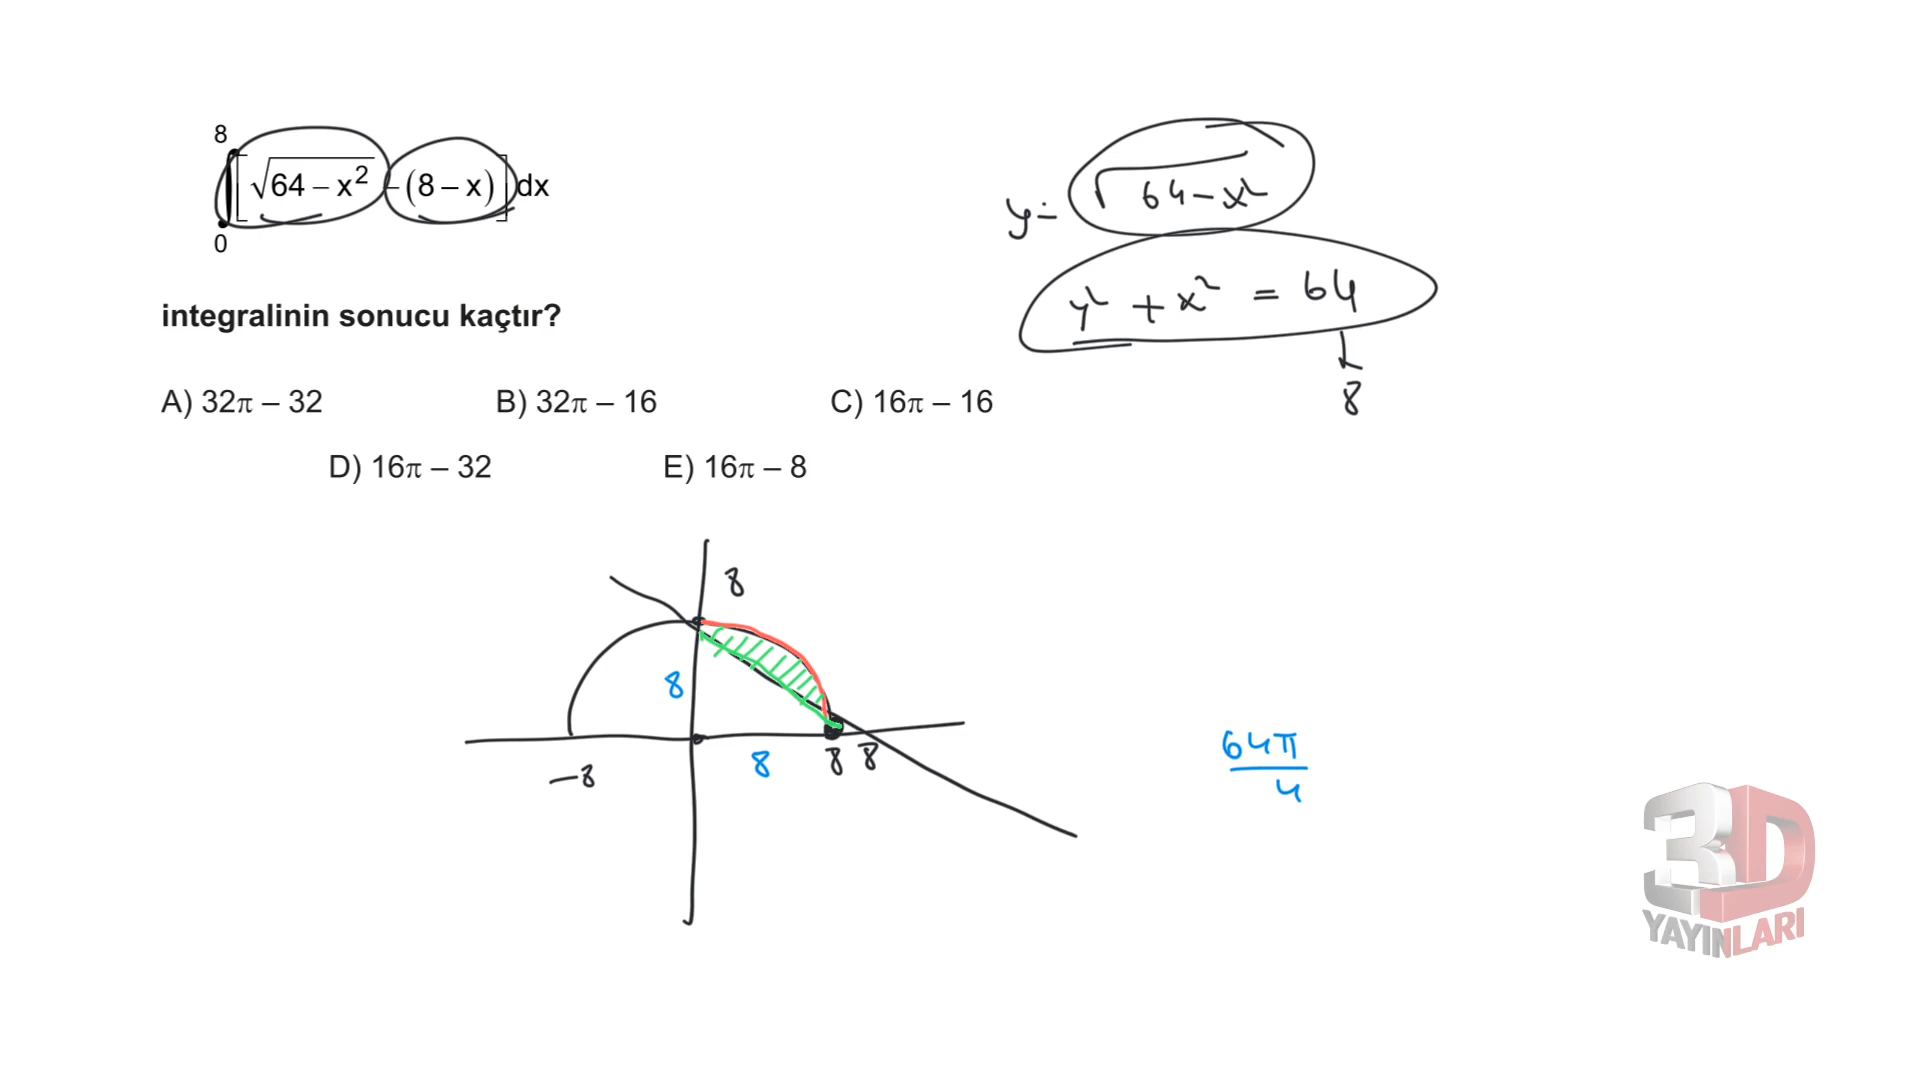 8
∫ [ √64 – x² – (8 – x) ] dx
0
integralinin sonucu kaçtır?
A) 32π – 32 B) 32π – 16 C) 16π – 16
D) 16π – 32 E) 16π – 8
y = √64 – x²
y² + x² = 64
8
8
8
–8 8 8 8
64π
4
3D
YAYINLARI